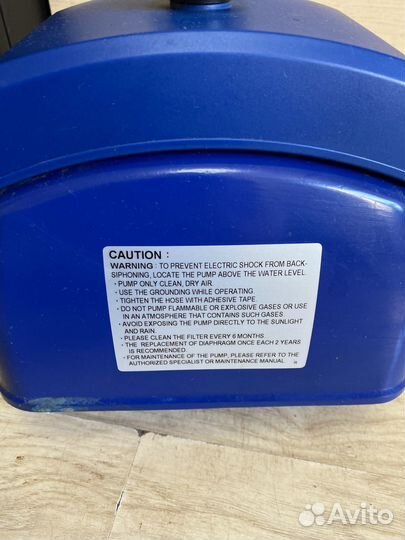 CAUTION :
WARNING : TO PREVENT ELECTRIC SHOCK FROM BACK-
SIPHONING, LOCATE THE PUMP ABOVE THE WATER LEVEL.
· PUMP ONLY CLEAN, DRY AIR.
· USE THE GROUNDING WHILE OPERATING.
· TIGHTEN THE HOSE WITH ADHESIVE TAPE.
· DO NOT PUMP FLAMMABLE OR EXPLOSIVE GASES OR USE
IN AN ATMOSPHERE THAT CONTAINS SUCH GASES.
· AVOID EXPOSING THE PUMP DIRECTLY TO THE SUNLIGHT
AND RAIN.
· PLEASE CLEAN THE FILTER EVERY 6 MONTHS.
· THE REPLACEMENT OF DIAPHRAGM ONCE EACH 2 YEARS
IS RECOMMENDED.
· FOR MAINTENANCE OF THE PUMP, PLEASE REFER TO THE
AUTHORIZED SPECIALIST OR MAINTENANCE MANUAL.
Avito